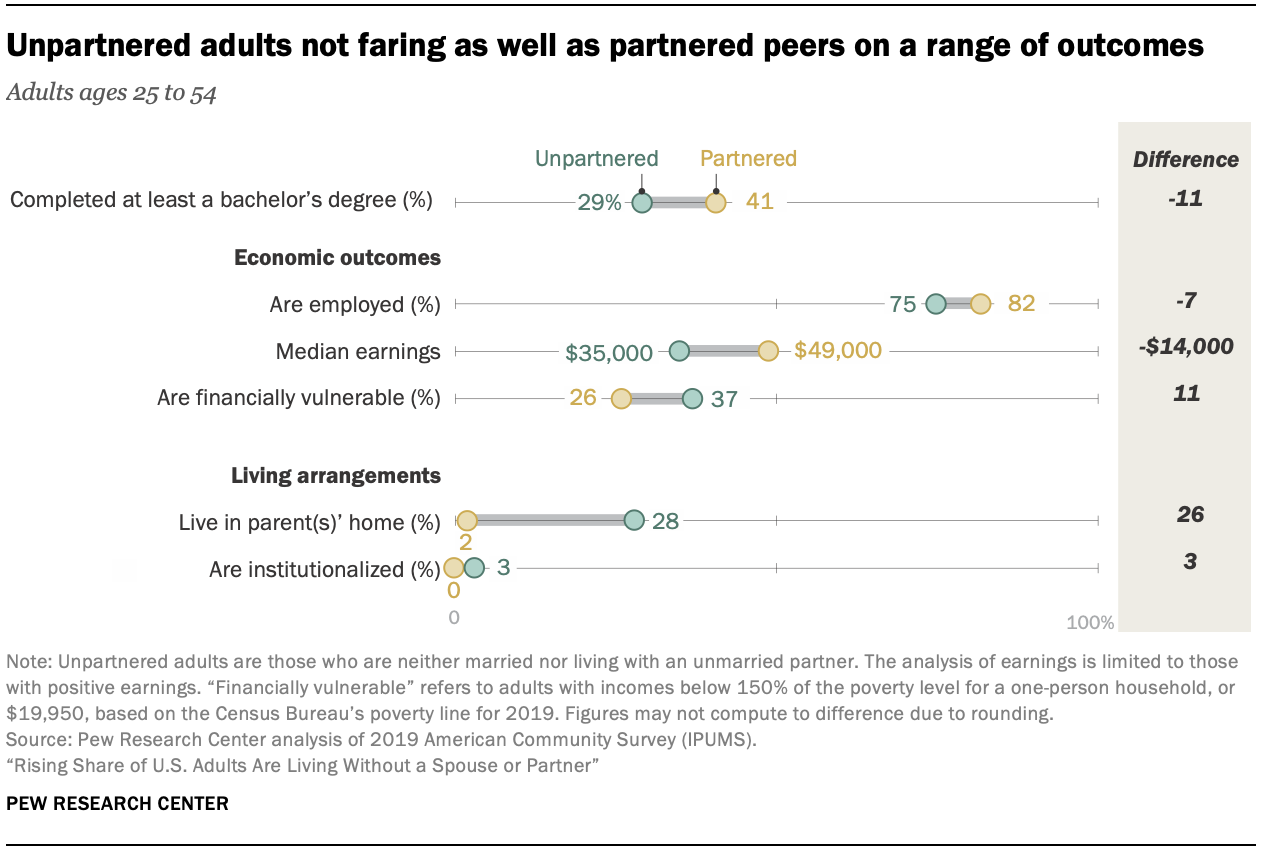 Unpartnered adults not faring as well as partnered peers on a range of outcomes
Adults ages 25 to 54
Unpartnered Partnered Difference
Completed at least a bachelor’s degree (%) 29% 41 -11
Economic outcomes
Are employed (%) 75 82 -7
Median earnings $35,000 $49,000 -$14,000
Are financially vulnerable (%) 26 37 11
Living arrangements
Live in parent(s)’ home (%) 28 26
2
Are institutionalized (%) 3 3
0
0 100%
Note: Unpartnered adults are those who are neither married nor living with an unmarried partner. The analysis of earnings is limited to those
with positive earnings. “Financially vulnerable” refers to adults with incomes below 150% of the poverty level for a one-person household, or
$19,950, based on the Census Bureau’s poverty line for 2019. Figures may not compute to difference due to rounding.
Source: Pew Research Center analysis of 2019 American Community Survey (IPUMS).
“Rising Share of U.S. Adults Are Living Without a Spouse or Partner”
PEW RESEARCH CENTER